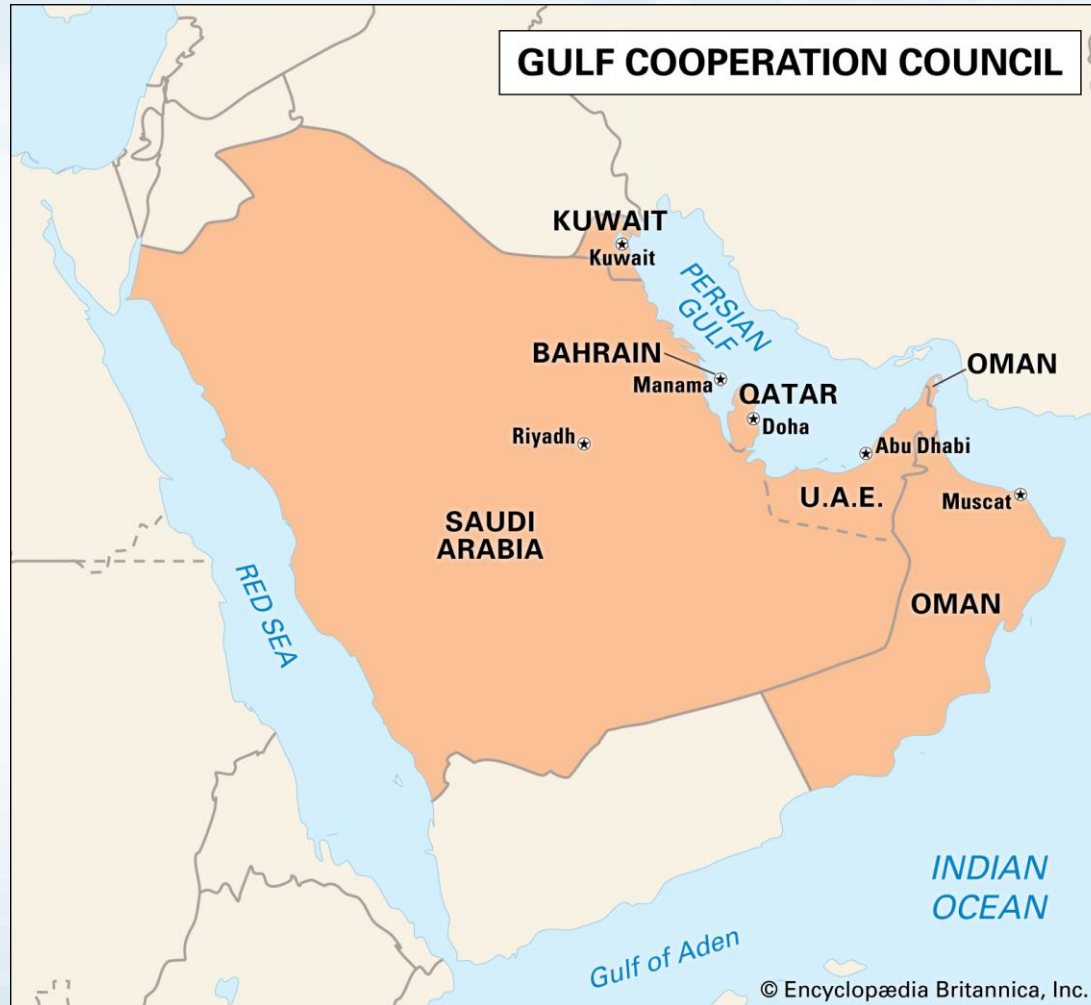 GULF COOPERATION COUNCIL
KUWAIT
Kuwait
PERSIAN
GULF
BAHRAIN
Manama
QATAR
Doha
OMAN
Riyadh
Abu Dhabi
U.A.E.
Muscat
SAUDI
ARABIA
OMAN
RED SEA
INDIAN
OCEAN
Gulf of Aden
© Encyclopædia Britannica, Inc.